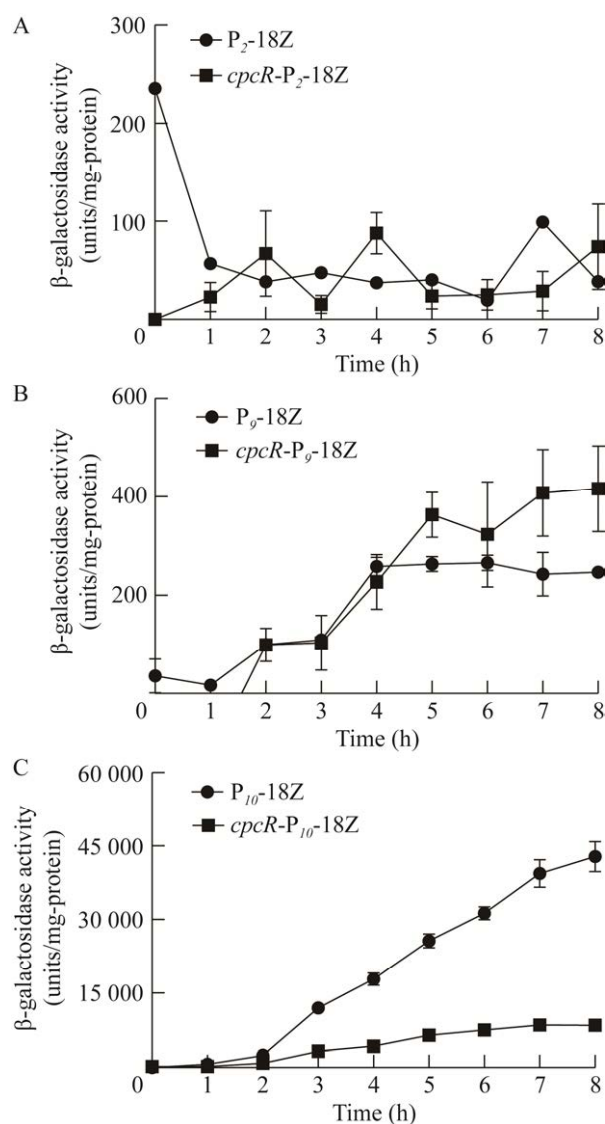 A
300
200
100
0
β-galactosidase activity
(units/mg-protein)
P₂-18Z
cpcR-P₂-18Z
1 2 3 4 5 6 7 8
Time (h)
B
600
400
200
0
β-galactosidase activity
(units/mg-protein)
P₉-18Z
cpcR-P₉-18Z
1 2 3 4 5 6 7 8
Time (h)
C
60 000
45 000
30 000
15 000
0
β-galactosidase activity
(units/mg-protein)
P₁₀-18Z
cpcR-P₁₀-18Z
1 2 3 4 5 6 7 8
Time (h)